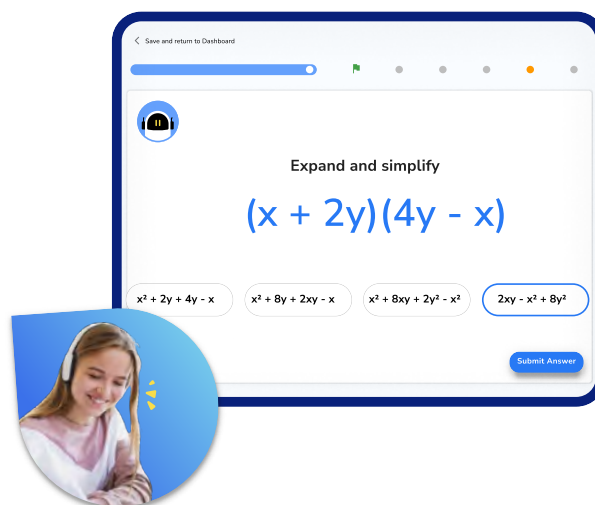 Save and return to Dashboard
Expand and simplify
(x + 2y)(4y - x)
x² + 2y + 4y - x
x² + 8y + 2xy - x
x² + 8xy + 2y² - x²
2xy - x² + 8y²
Submit Answer